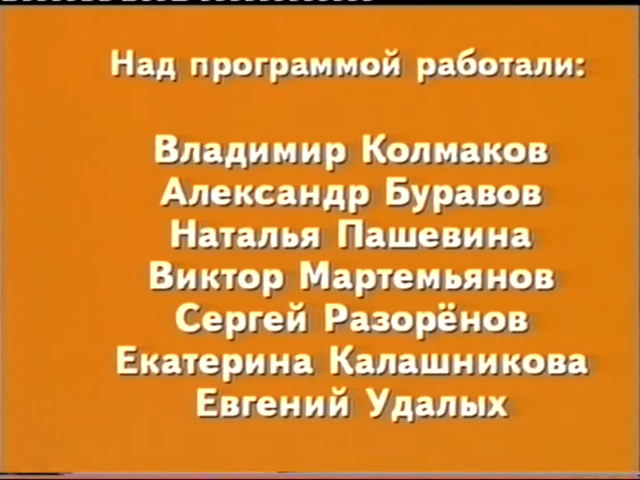 Над программой работали:
Владимир Колмаков
Александр Буравов
Наталья Пашевина
Виктор Мартемьянов
Сергей Разорёнов
Екатерина Калашникова
Евгений Удалых